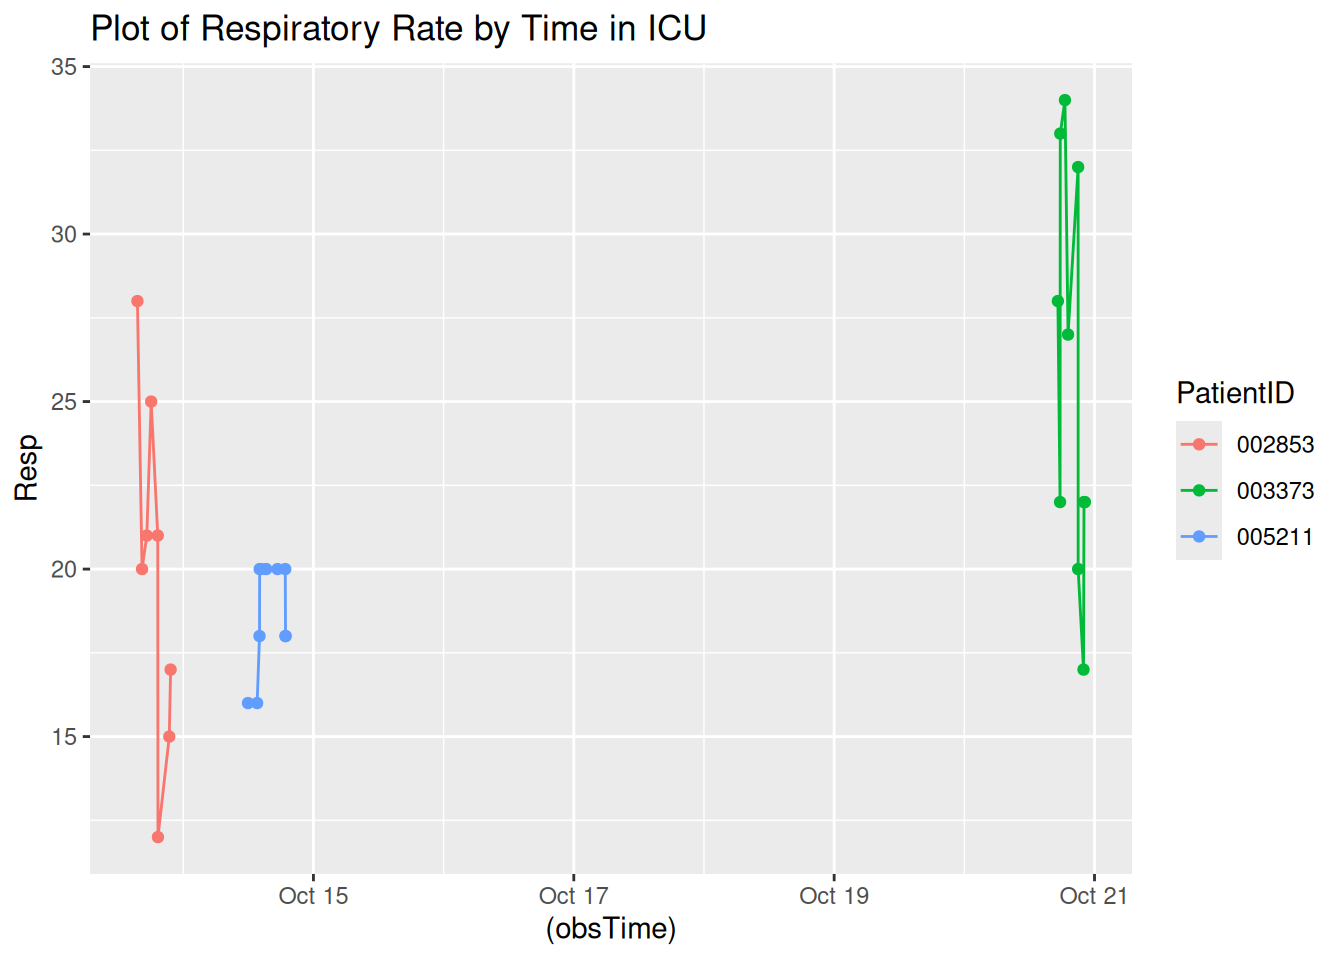 Plot of Respiratory Rate by Time in ICU
35
30
25
20
15
Resp
Oct 15
Oct 17
Oct 19
Oct 21
(obsTime)
PatientID
002853
003373
005211